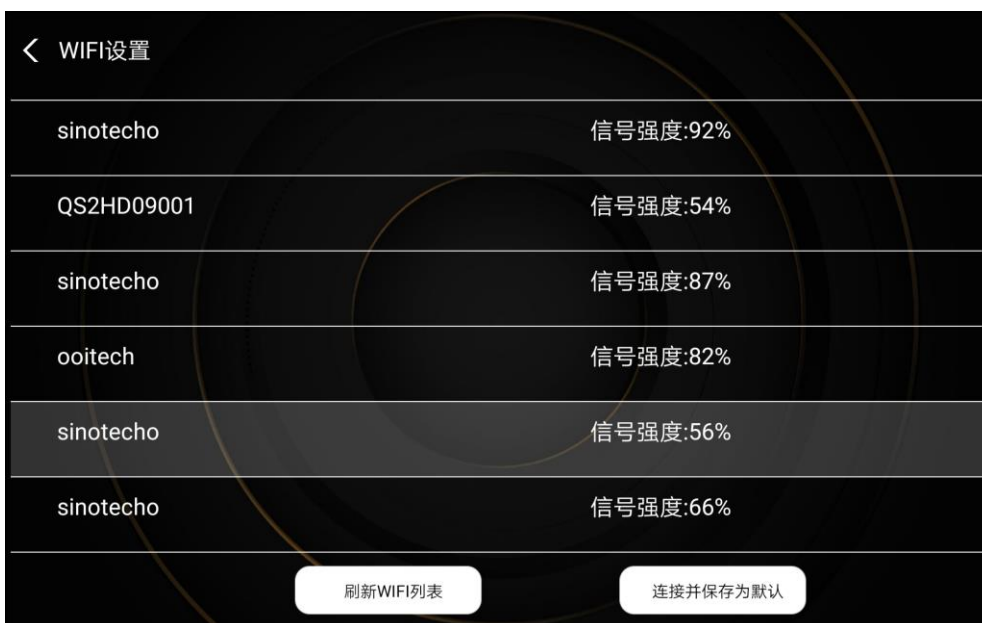 WIFI设置
sinotecho 信号强度:92%
QS2HD09001 信号强度:54%
sinotecho 信号强度:87%
ooitech 信号强度:82%
sinotecho 信号强度:56%
sinotecho 信号强度:66%
刷新WIFI列表 连接并保存为默认